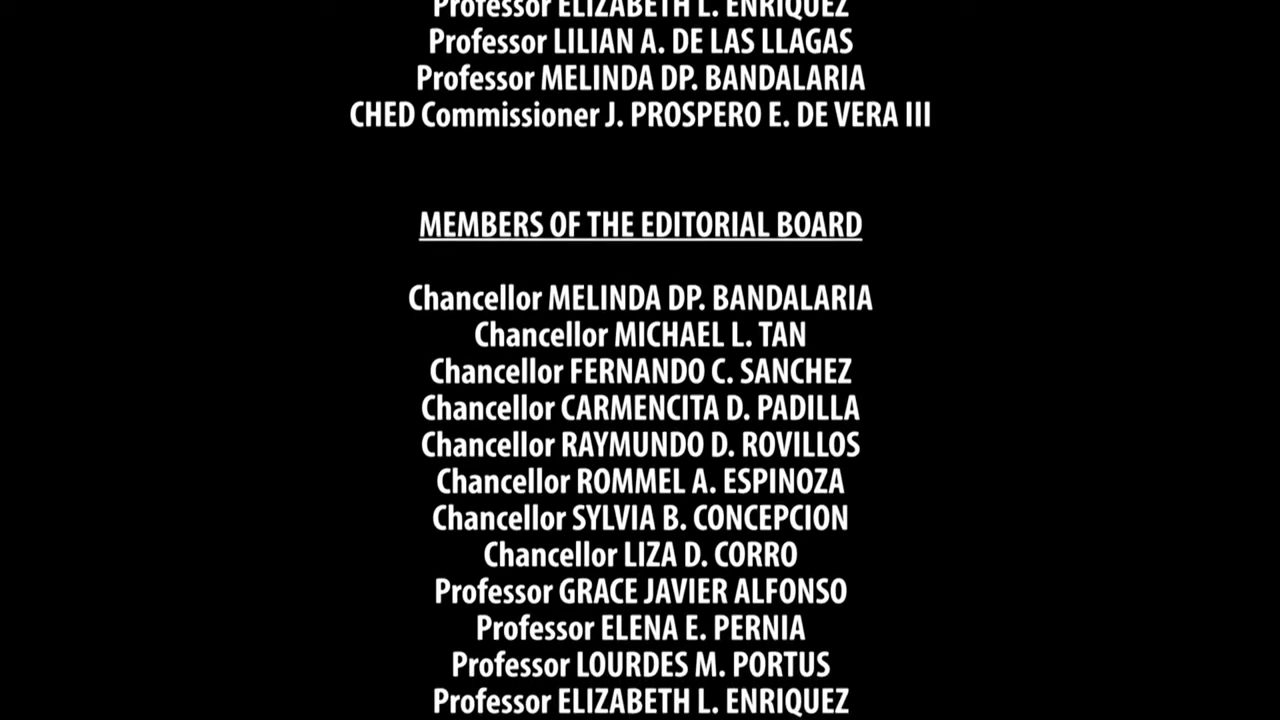 Professor ELIZABETH L. ENRIQUEZ
Professor LILIAN A. DE LAS LLAGAS
Professor MELINDA DP. BANDALARIA
CHED Commissioner J. PROSPERO E. DE VERA III
MEMBERS OF THE EDITORIAL BOARD
Chancellor MELINDA DP. BANDALARIA
Chancellor MICHAEL L. TAN
Chancellor FERNANDO C. SANCHEZ
Chancellor CARMENCITA D. PADILLA
Chancellor RAYMUNDO D. ROVILLOS
Chancellor ROMMEL A. ESPINOZA
Chancellor SYLVIA B. CONCEPCION
Chancellor LIZA D. CORRO
Professor GRACE JAVIER ALFONSO
Professor ELENA E. PERNIA
Professor LOURDES M. PORTUS
Professor ELIZABETH L. ENRIQUEZ